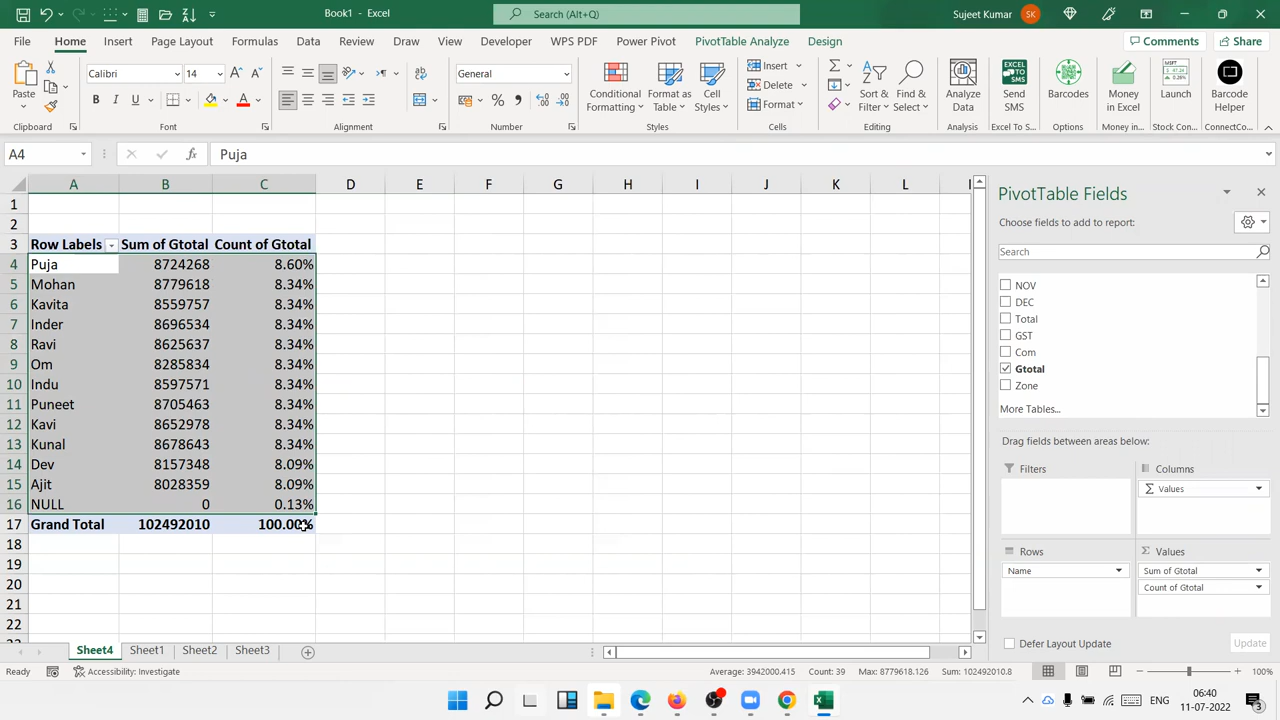 Book1 - Excel
Search (Alt+Q)
Sujeet Kumar
SK
File Home Insert Page Layout Formulas Data Review View Draw Developer WPS PDF Power Pivot PivotTable Analyze Design
Comments Share
Paste
Clipboard
Calibri 14
B I U
Font
Alignment
General
Number
Conditional Formatting
Format as Table
Cell Styles
Styles
Insert
Delete
Format
Cells
Sort & Filter
Find & Select
Editing
Analyze Data
Analysis
Send SMS
Excel To S...
Barcodes
Options
Money in Excel
Money in...
MSFT
Launch
Stock Con...
Barcode Helper
ConnectCo...
A4
fx Puja
A B C D E F G H I J K L
1
2
3 Row Labels Sum of Gtotal Count of Gtotal
4 Puja 8724268 8.60%
5 Mohan 8779618 8.34%
6 Kavita 8559757 8.34%
7 Inder 8696534 8.34%
8 Ravi 8625637 8.34%
9 Om 8285834 8.34%
10 Indu 8597571 8.34%
11 Puneet 8705463 8.34%
12 Kavi 8652978 8.34%
13 Kunal 8678643 8.34%
14 Dev 8157348 8.09%
15 Ajit 8028359 8.09%
16 NULL 0 0.13%
17 Grand Total 102492010 100.00%
18
19
20
21
22
PivotTable Fields
Choose fields to add to report:
Search
NOV
DEC
Total
GST
Com
Gtotal
Zone
More Tables...
Drag fields between areas below:
Filters
Columns
Σ Values
Rows
Name
Σ Values
Sum of Gtotal
Count of Gtotal
Defer Layout Update
Update
Sheet4 Sheet1 Sheet2 Sheet3
Ready
Accessibility: Investigate
Average: 3942000.415 Count: 39 Max: 8779618.126 Sum: 102492010.8
100%
ENG
06:40
11-07-2022
3